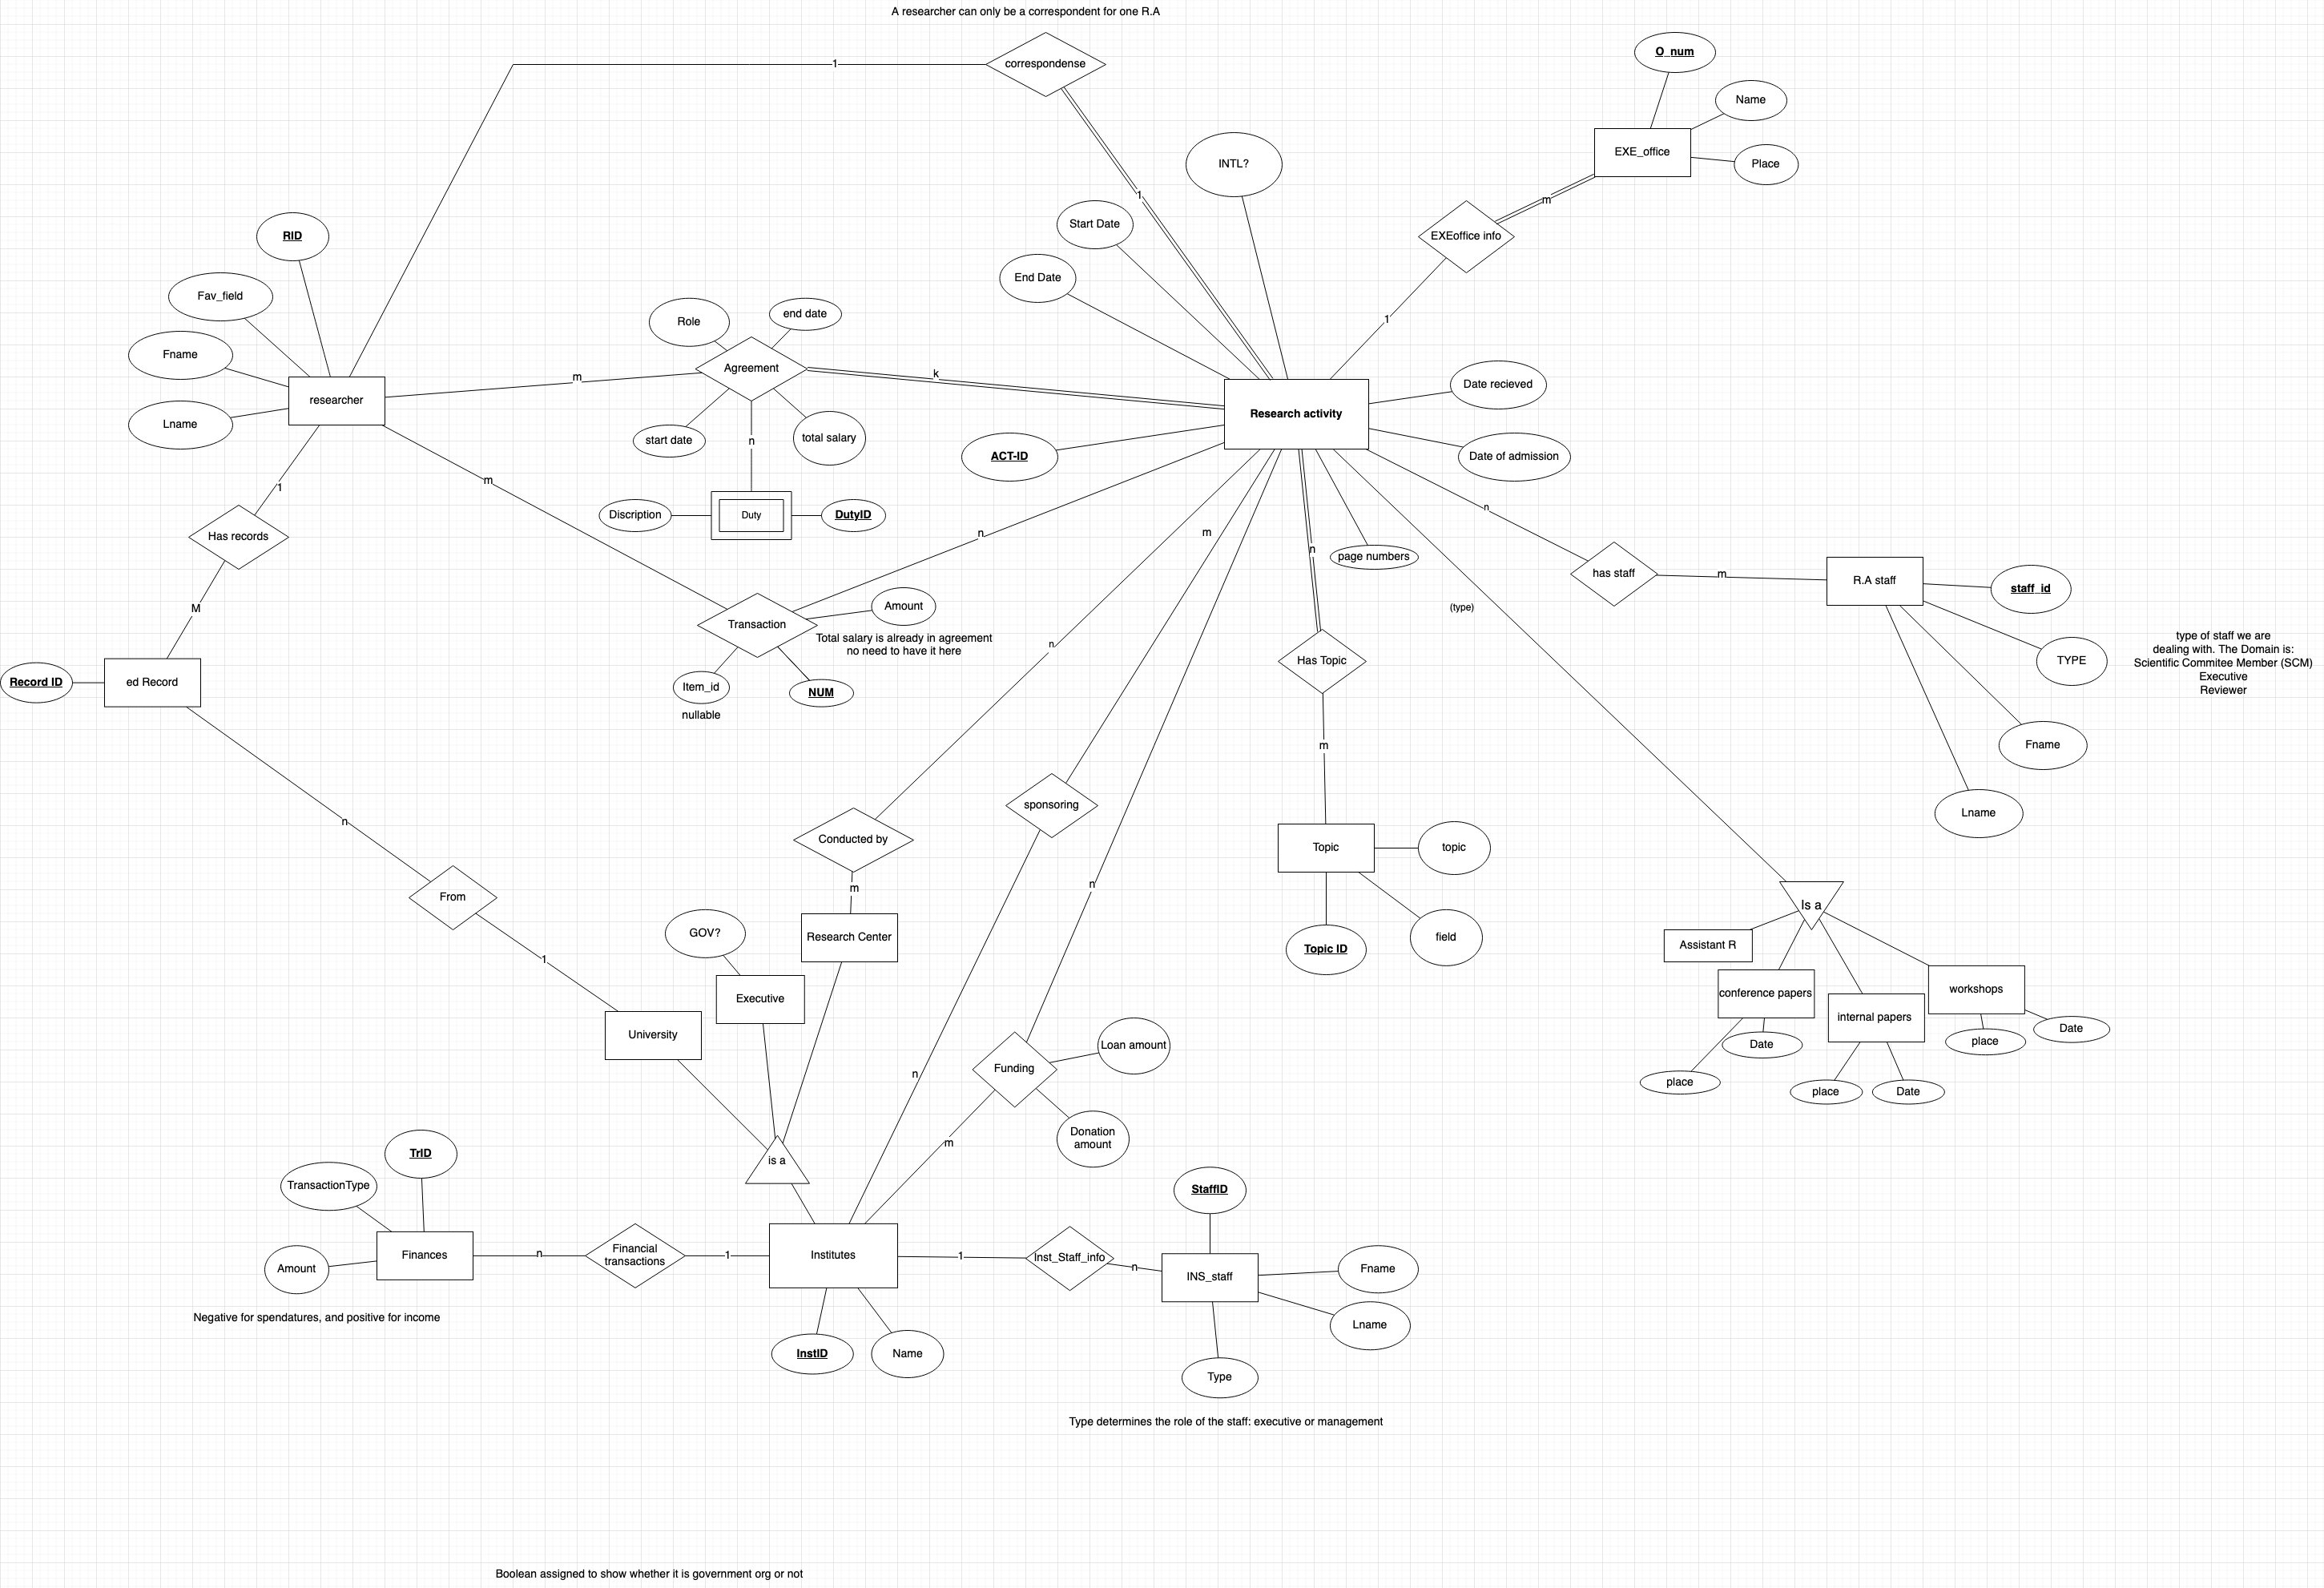 A researcher can only be a correspondent for one R.A
O_num
correspondense
1
Name
EXE_office
INTL?
Place
1
m
Start Date
RID
EXEoffice info
End Date
Fav_field
end date
Role
1
Fname
Agreement
k
m
Date recieved
researcher
Research activity
Lname
start date
total salary
n
ACT-ID
Date of admission
m
1
n
Discription
Duty
DutyID
Has records
n
m
n
page numbers
has staff
m
R.A staff
staff_id
Amount
M
(type)
Transaction
Total salary is already in agreement
no need to have it here
n
type of staff we are
dealing with. The Domain is:
Scientific Commitee Member (SCM)
Executive
Reviewer
Has Topic
TYPE
Record ID
ed Record
Item_id
NUM
nullable
m
Fname
sponsoring
Lname
n
Conducted by
Topic
topic
n
m
From
Is a
GOV?
Research Center
field
Assistant R
Topic ID
1
conference papers
workshops
Executive
internal papers
University
Date
place
Date
Loan amount
Funding
n
place
place
Date
Donation
amount
m
TrID
is a
TransactionType
StaffID
Finances
n
Financial
transactions
1
Institutes
1
Inst_Staff_info
n
INS_staff
Fname
Amount
Negative for spendatures, and positive for income
Lname
InstID
Name
Type
Type determines the role of the staff: executive or management
Boolean assigned to show whether it is government org or not